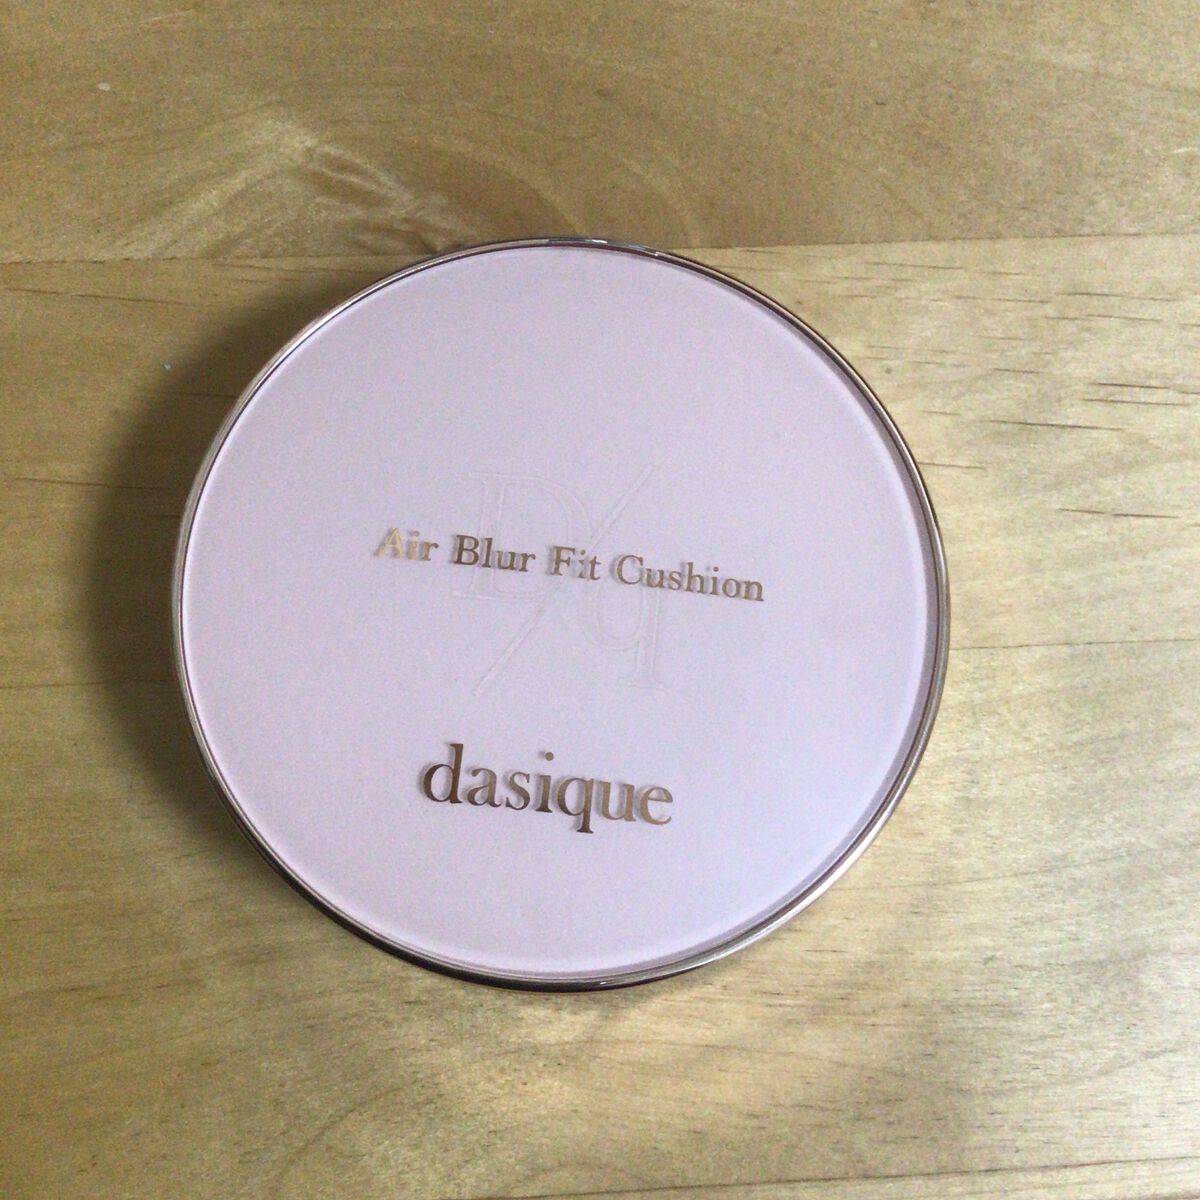 D/q
Air Blur Fit Cushion
dasique